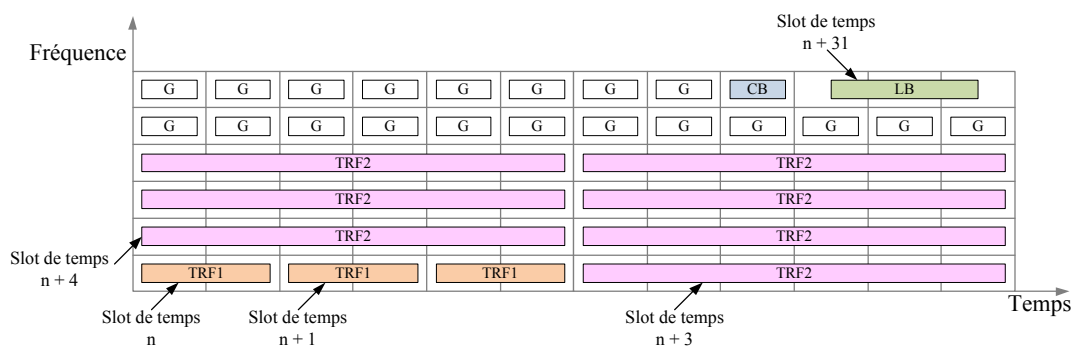 Slot de temps
n + 31
Fréquence
G G G G G G G G CB LB
G G G G G G G G G G G G
TRF2 TRF2
TRF2 TRF2
TRF2 TRF2
Slot de temps
n + 4
TRF1 TRF1 TRF1 TRF2
Temps
Slot de temps
n
Slot de temps
n + 1
Slot de temps
n + 3